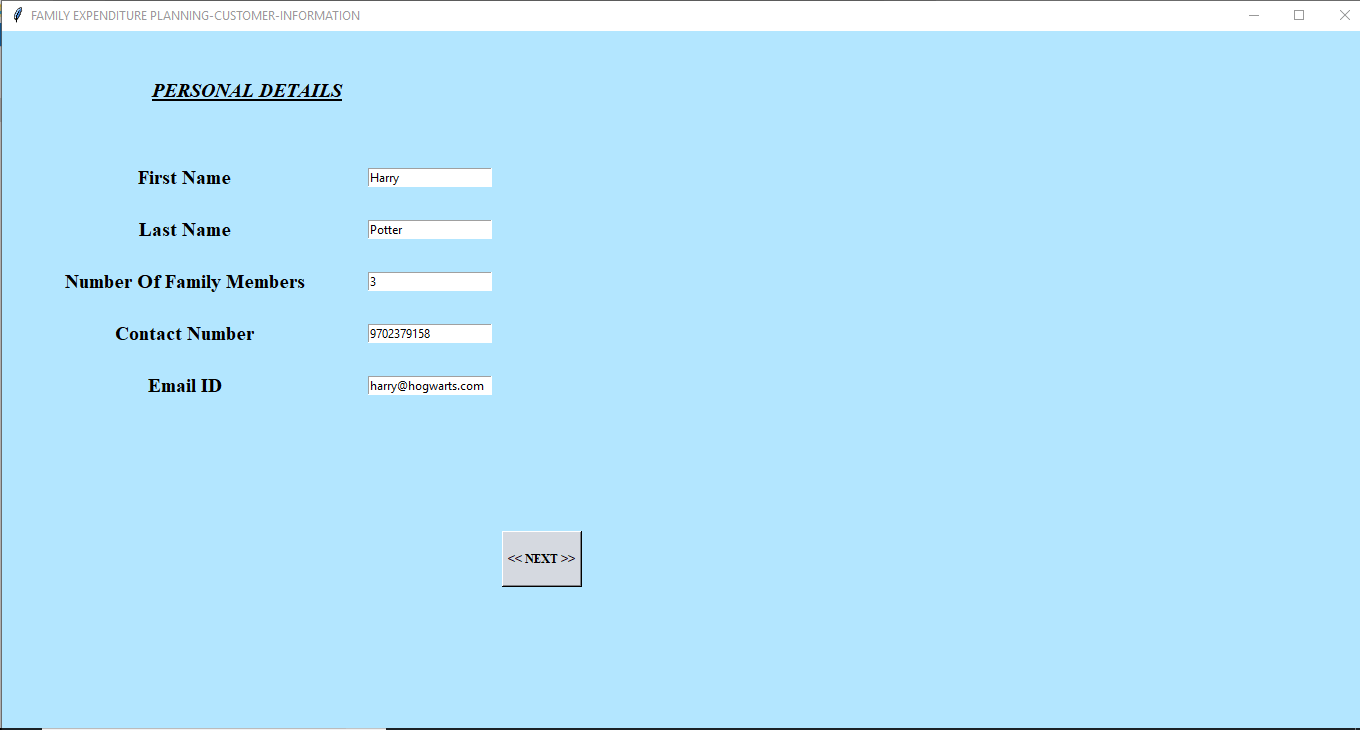 FAMILY EXPENDITURE PLANNING-CUSTOMER-INFORMATION
PERSONAL DETAILS
First Name Harry
Last Name Potter
Number Of Family Members 3
Contact Number 9702379158
Email ID harry@hogwarts.com
<< NEXT >>